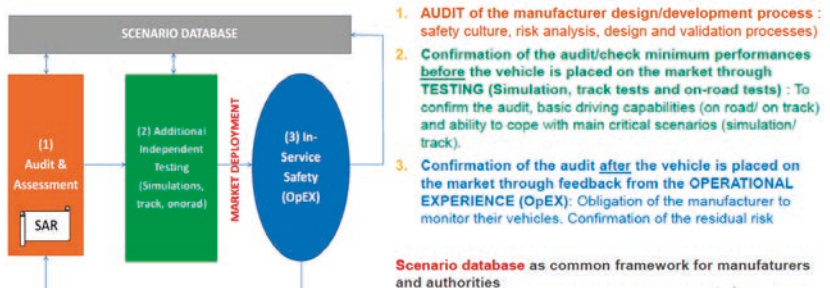 SCENARIO DATABASE
(1)
Audit &
Assessment
SAR
(2) Additional
Independent
Testing
(Simulations,
track, onorad)
MARKET DEPLOYMENT
(3) In-
Service
Safety
(OpEX)
1. AUDIT of the manufacturer design/development process :
safety culture, risk analysis, design and validation processes)
2. Confirmation of the audit/check minimum performances
before the vehicle is placed on the market through
TESTING (Simulation, track tests and on-road tests) : To
confirm the audit, basic driving capabilities (on road/ on track)
and ability to cope with main critical scenarios (simulation/
track).
3. Confirmation of the audit after the vehicle is placed on
the market through feedback from the OPERATIONAL
EXPERIENCE (OpEX): Obligation of the manufacturer to
monitor their vehicles. Confirmation of the residual risk
Scenario database as common framework for manufaturers
and authorities